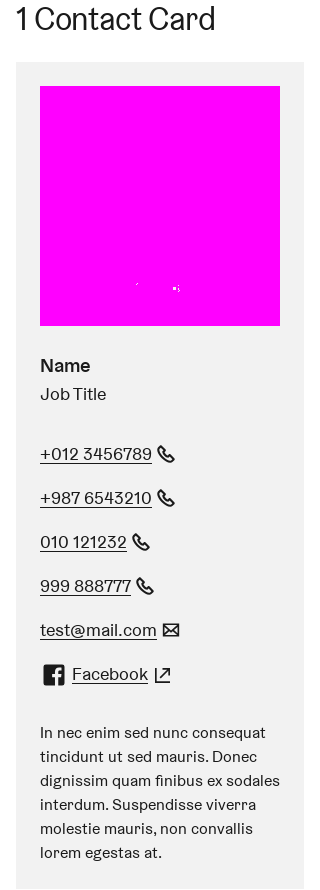 1 Contact Card
Name
Job Title
+012 3456789
+987 6543210
010 121232
999 888777
test@mail.com
Facebook
In nec enim sed nunc consequat
tincidunt ut sed mauris. Donec
dignissim quam finibus ex sodales
interdum. Suspendisse viverra
molestie mauris, non convallis
lorem egestas at.